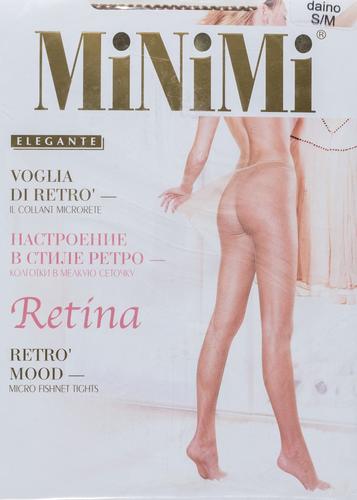 daino
S/M
MiNiMi®
ELEGANTE
VOGLIA
DI RETRO' —
IL COLLANT MICRORETE
НАСТРОЕНИЕ
В СТИЛЕ РЕТРО —
КОЛГОТКИ В МЕЛКУЮ СЕТОЧКУ
Retina
RETRO'
MOOD —
MICRO FISHNET TIGHTS